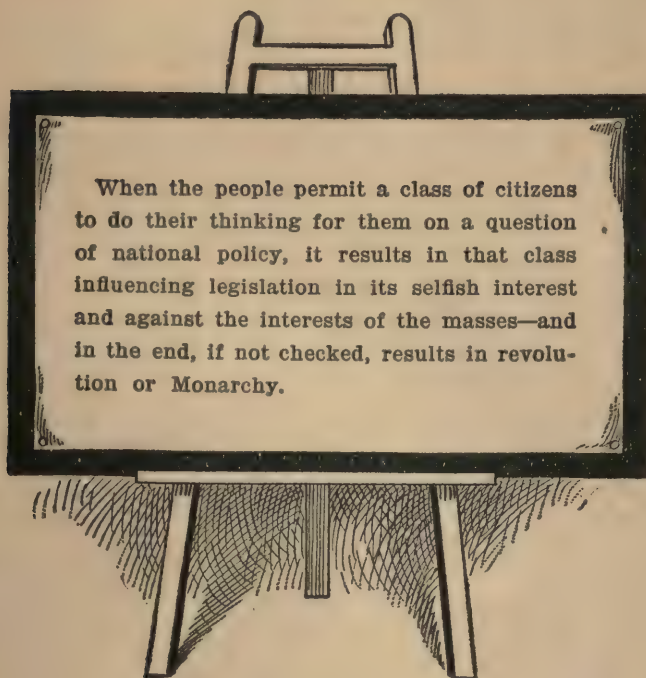 When the people permit a class of citizens
to do their thinking for them on a question
of national policy, it results in that class
influencing legislation in its selfish interest
and against the interests of the masses—and
in the end, if not checked, results in revolu-
tion or Monarchy.